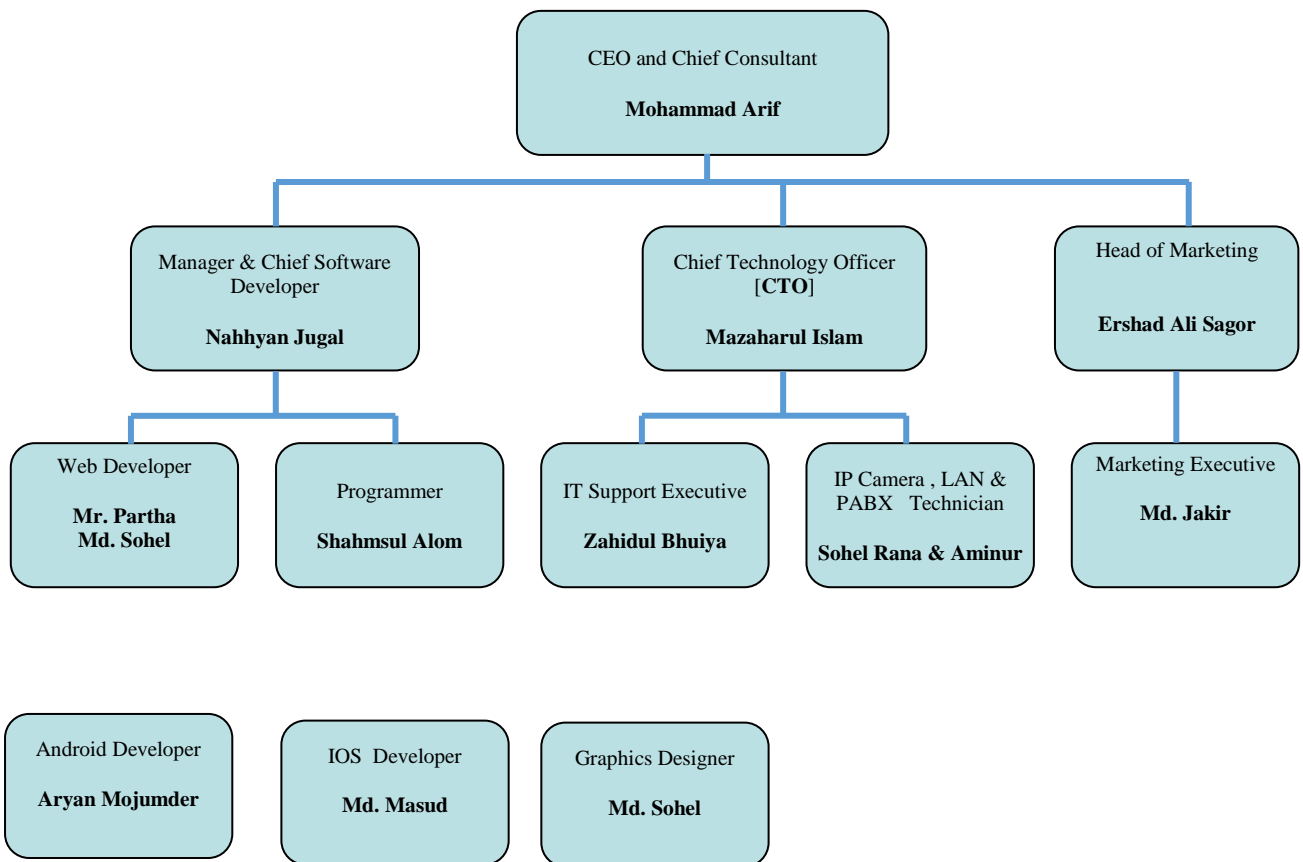 CEO and Chief Consultant
Mohammad Arif
Manager & Chief Software
Developer
Nahhyan Jugal
Chief Technology Officer
[CTO]
Mazaharul Islam
Head of Marketing
Ershad Ali Sagor
Web Developer
Mr. Partha
Md. Sohel
Programmer
Shahmsul Alom
IT Support Executive
Zahidul Bhuiya
IP Camera , LAN &
PABX Technician
Sohel Rana & Aminur
Marketing Executive
Md. Jakir
Android Developer
Aryan Mojumder
IOS Developer
Md. Masud
Graphics Designer
Md. Sohel